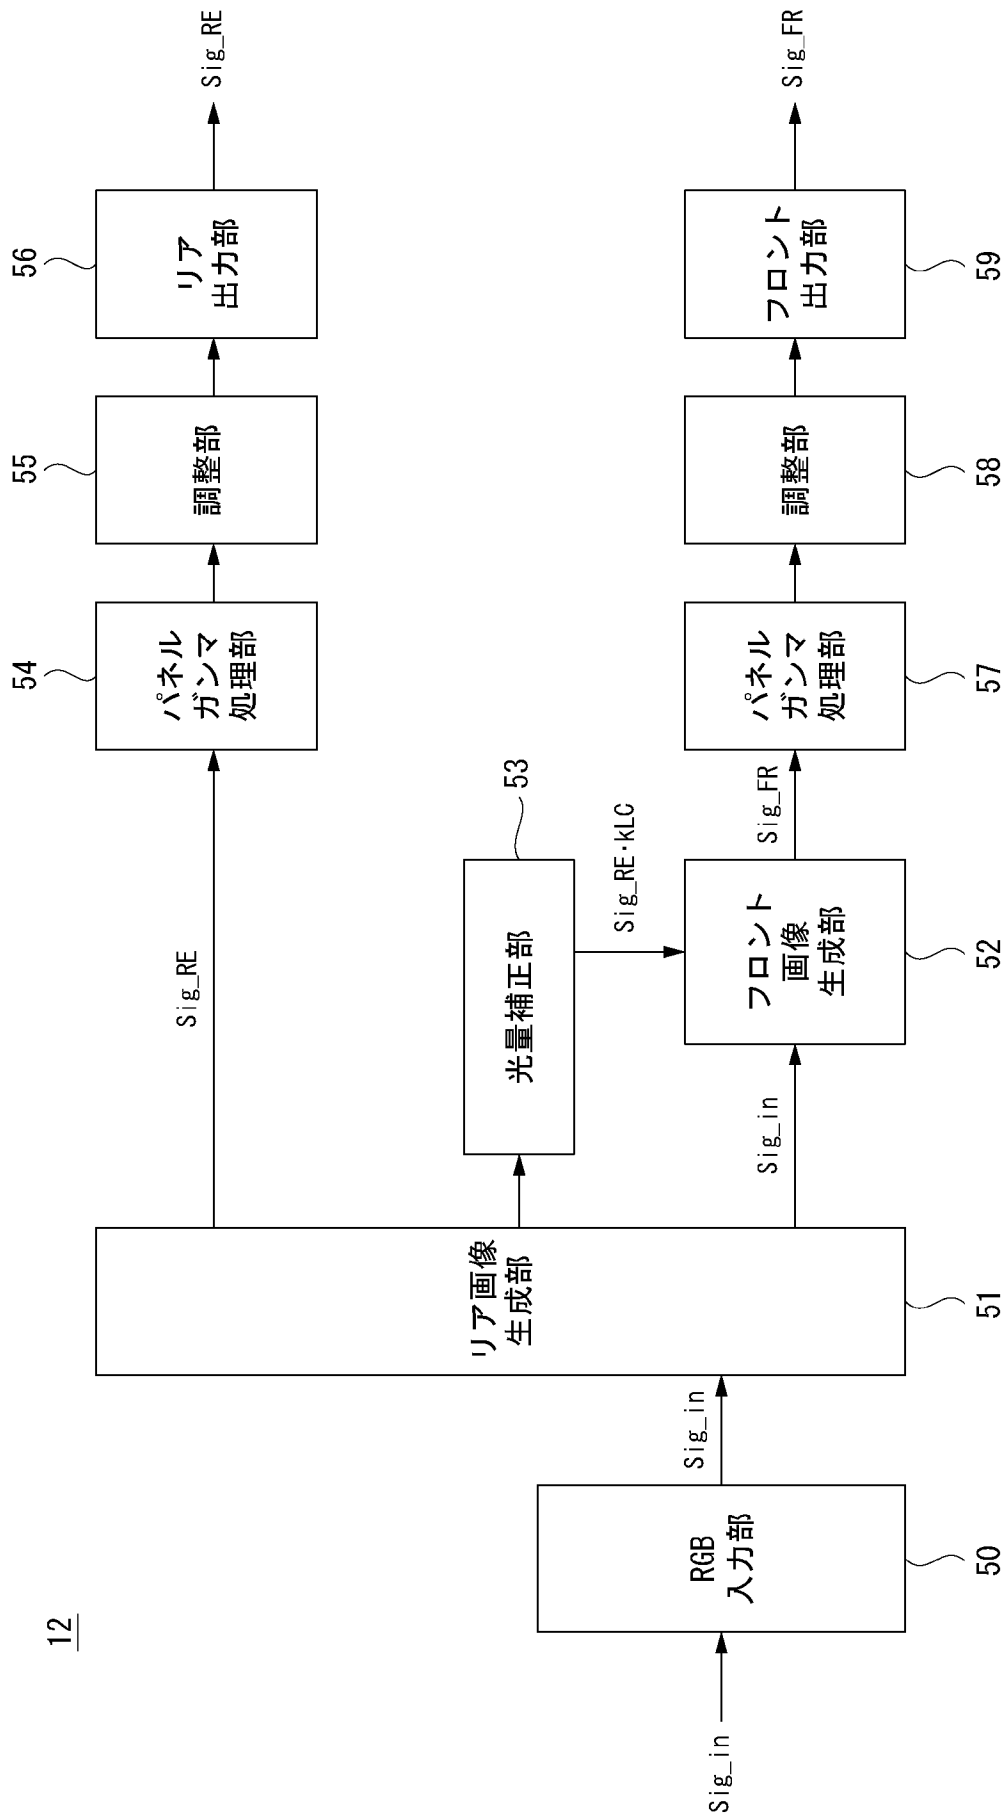 12
Sig_in
RGB
入力部
50
Sig_in
リア画像
生成部
51
Sig_RE
パネル
ガンマ
処理部
54
調整部
55
リア
出力部
56
Sig_RE
光量補正部
53
Sig_RE·kLC
Sig_in
フロント
画像
生成部
52
Sig_FR
パネル
ガンマ
処理部
57
調整部
58
フロント
出力部
59
Sig_FR